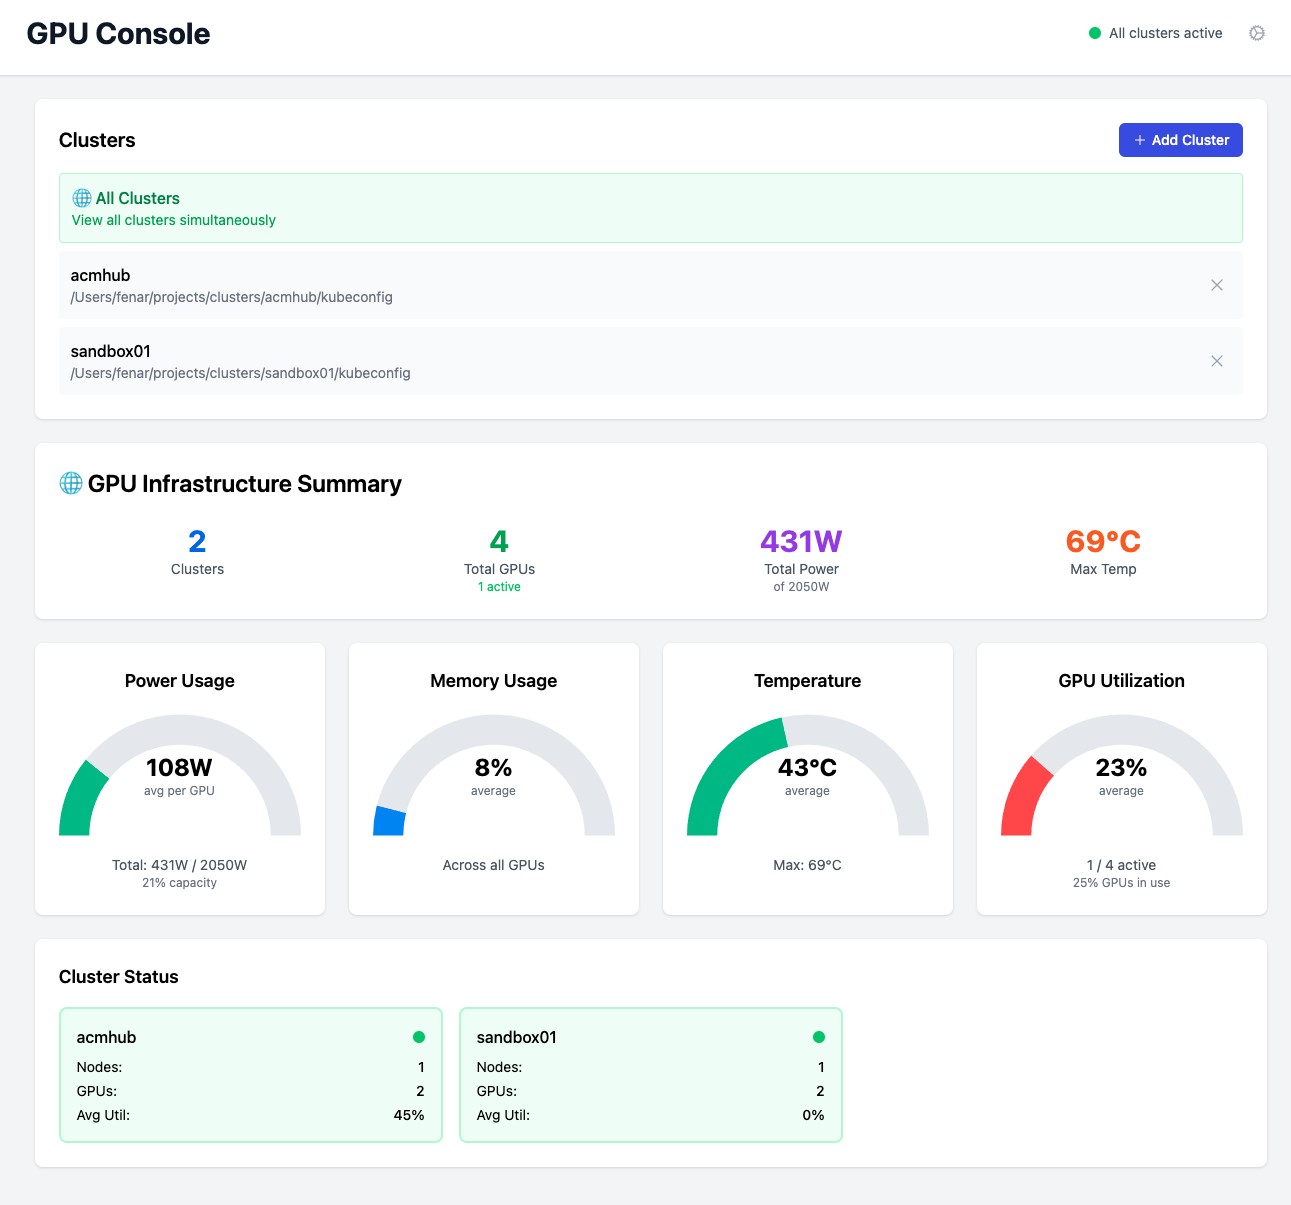 GPU Console
All clusters active
Clusters
+ Add Cluster
All Clusters
View all clusters simultaneously
acmhub
/Users/fenar/projects/clusters/acmhub/kubeconfig
sandbox01
/Users/fenar/projects/clusters/sandbox01/kubeconfig
GPU Infrastructure Summary
2
Clusters
4
Total GPUs
1 active
431W
Total Power
of 2050W
69°C
Max Temp
Power Usage
108W
avg per GPU
Total: 431W / 2050W
21% capacity
Memory Usage
8%
average
Across all GPUs
Temperature
43°C
average
Max: 69°C
GPU Utilization
23%
average
1 / 4 active
25% GPUs in use
Cluster Status
acmhub
Nodes: 1
GPUs: 2
Avg Util: 45%
sandbox01
Nodes: 1
GPUs: 2
Avg Util: 0%